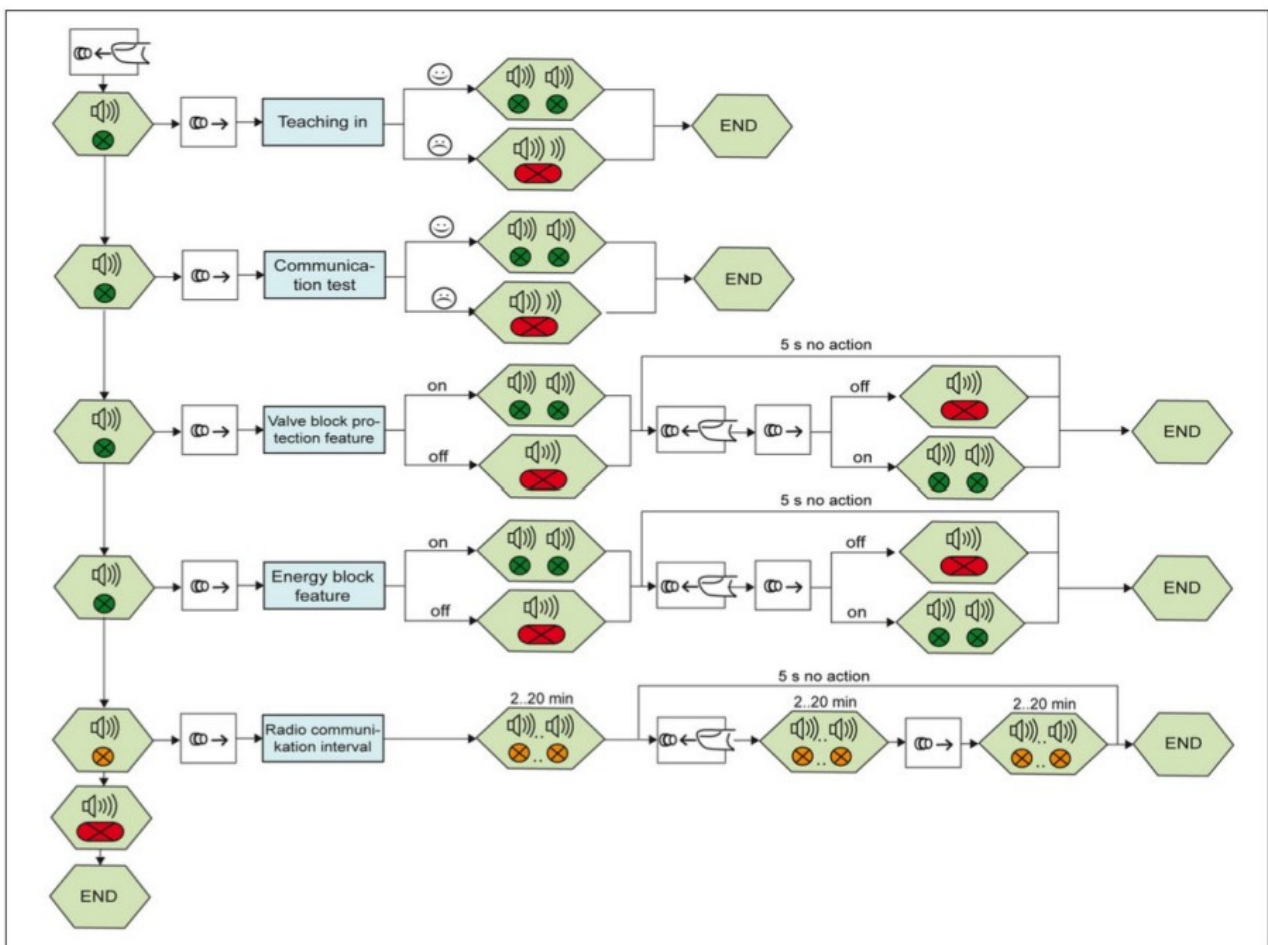 Teaching in
END
Communica-
tion test
END
5 s no action
on
off
Valve block pro-
tection feature
off
on
END
5 s no action
on
off
Energy block
feature
off
on
END
5 s no action
2..20 min
2..20 min
2..20 min
Radio communi-
kation interval
..
..
..
..
..
..
END
END